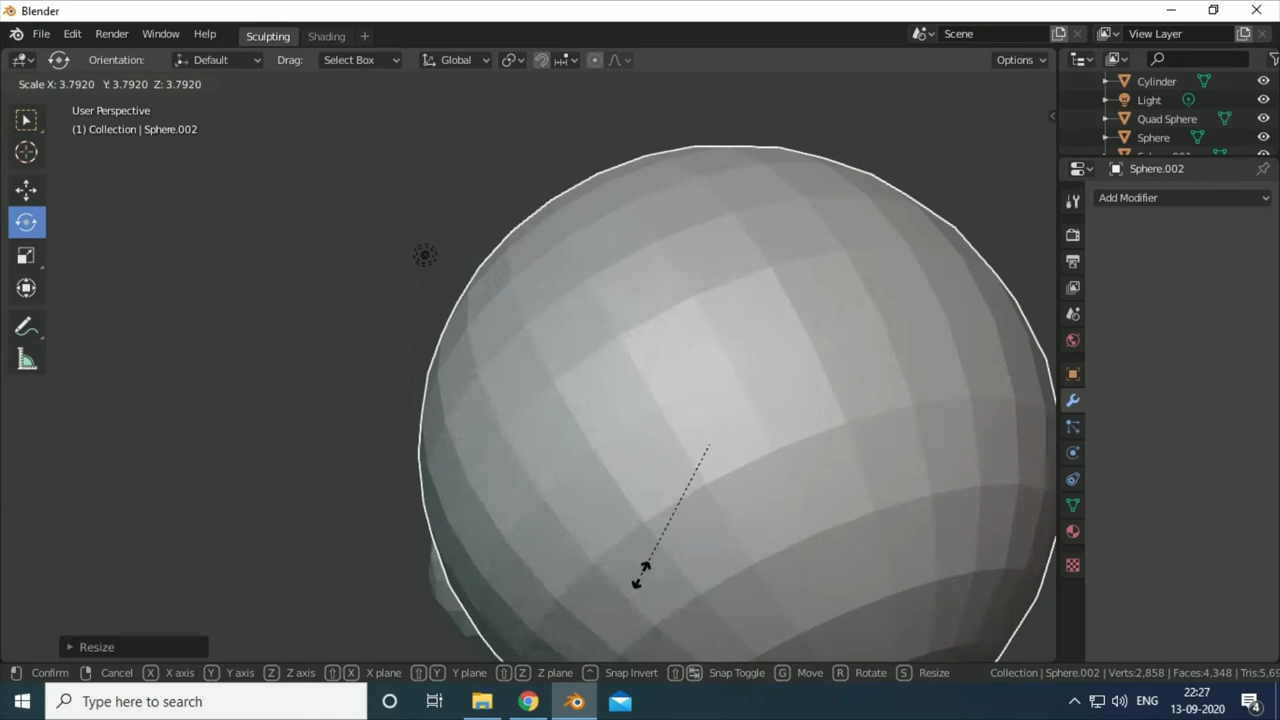 Blender
File Edit Render Window Help Sculpting Shading + Scene View Layer
Orientation: Default Drag: Select Box Global Options
Scale X: 3.7920 Y: 3.7920 Z: 3.7920
User Perspective
(1) Collection | Sphere.002
Cylinder
Light
Quad Sphere
Sphere
Sphere.002
Add Modifier
Resize
Confirm Cancel X X axis Y Y axis Z Z axis X X plane Y Y plane Z Z plane Snap Invert Snap Toggle G Move R Rotate S Resize Collection | Sphere.002 | Verts:2,858 | Faces:4,348 | Tris:5,69
Type here to search
ENG
22:27
13-09-2020
4